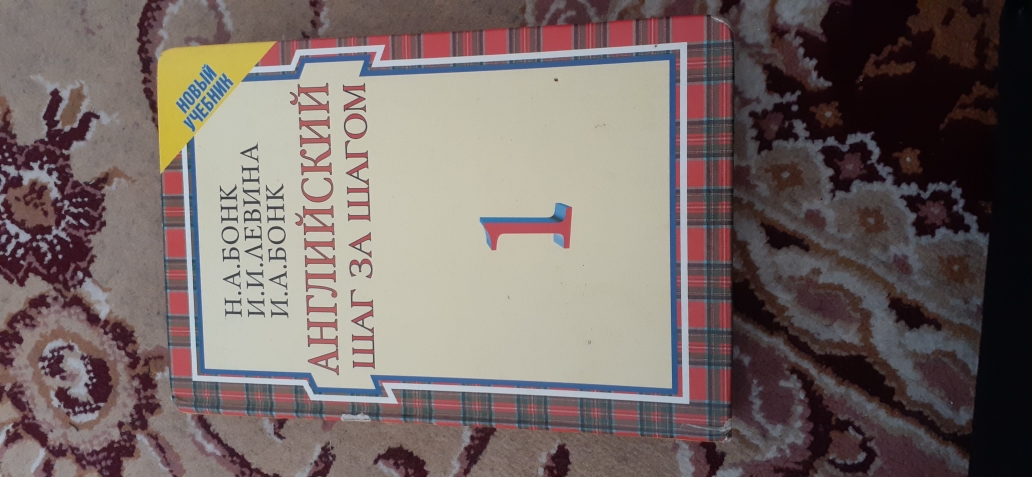 НОВЫЙ
УЧЕБНИК
Н.А.БОНК
И.И.ЛЕВИНА
И.А.БОНК
АНГЛИЙСКИЙ
ШАГ ЗА ШАГОМ
1